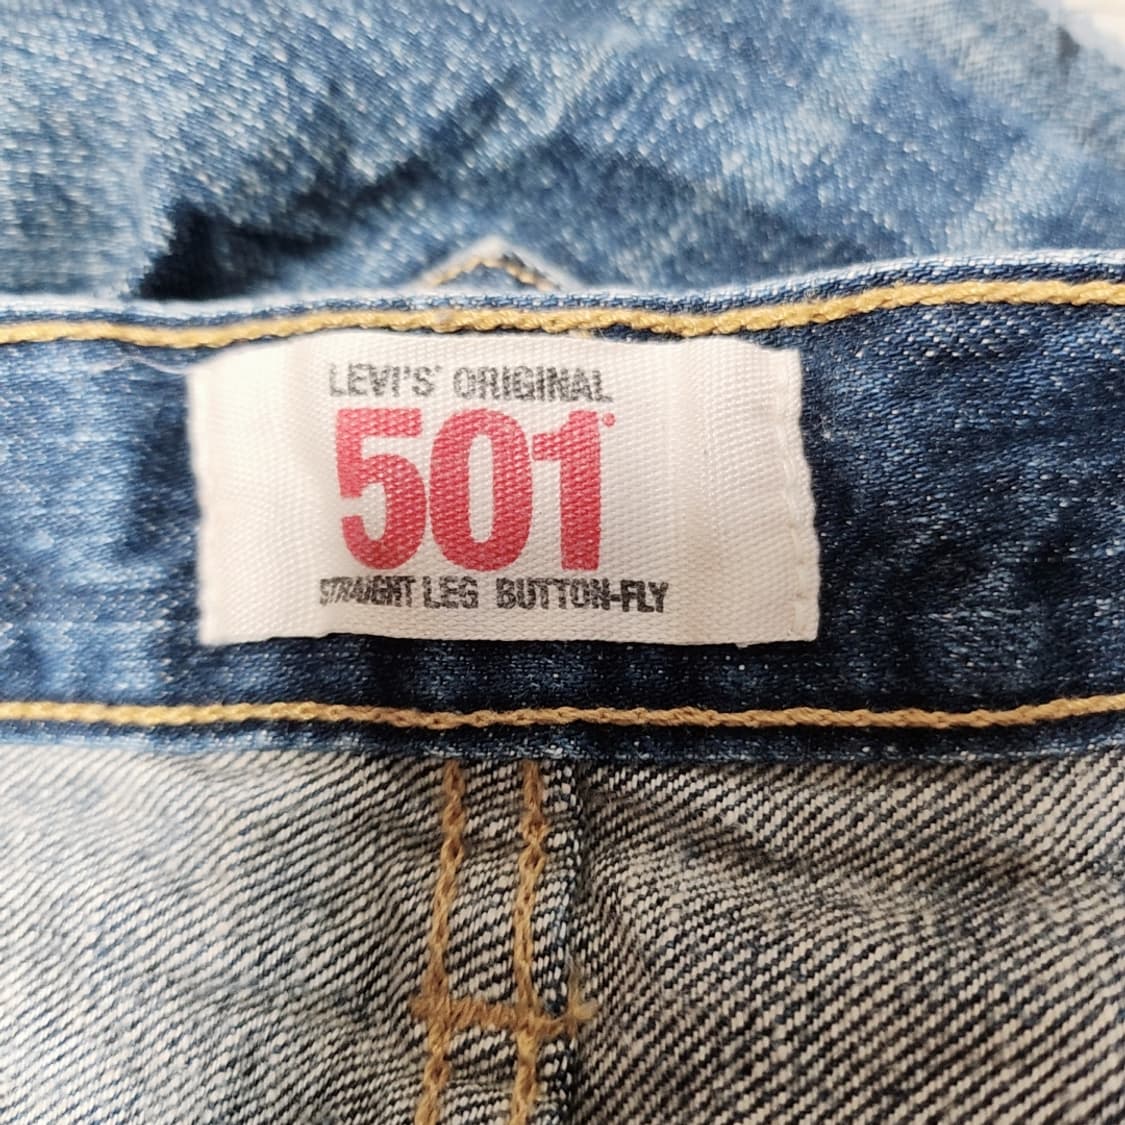 LEVI'S® ORIGINAL
501®
STRAIGHT LEG BUTTON-FLY